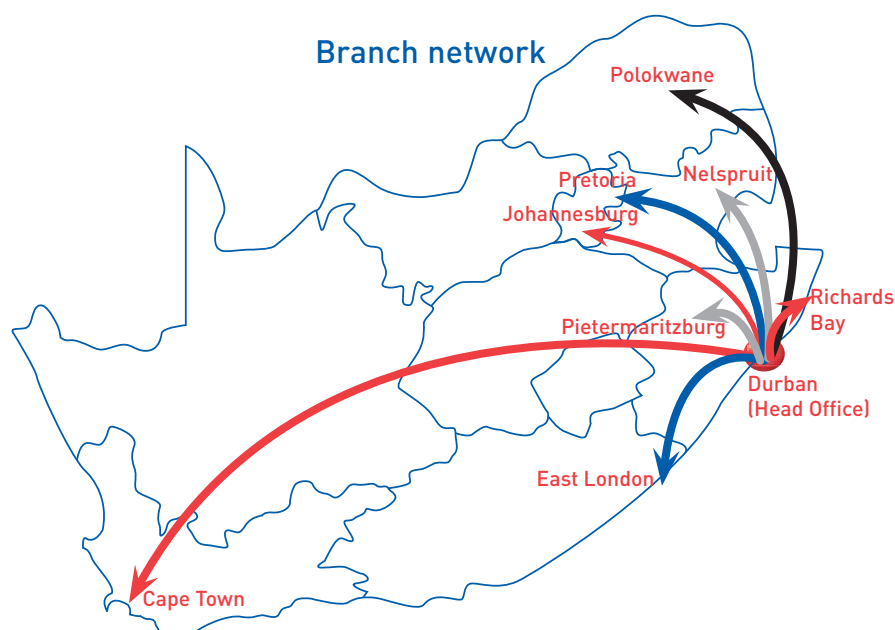 Branch network
Polokwane
Nelspruit
Pretoria
Johannesburg
Richards
Bay
Pietermaritzburg
Durban
(Head Office)
East London
Cape Town